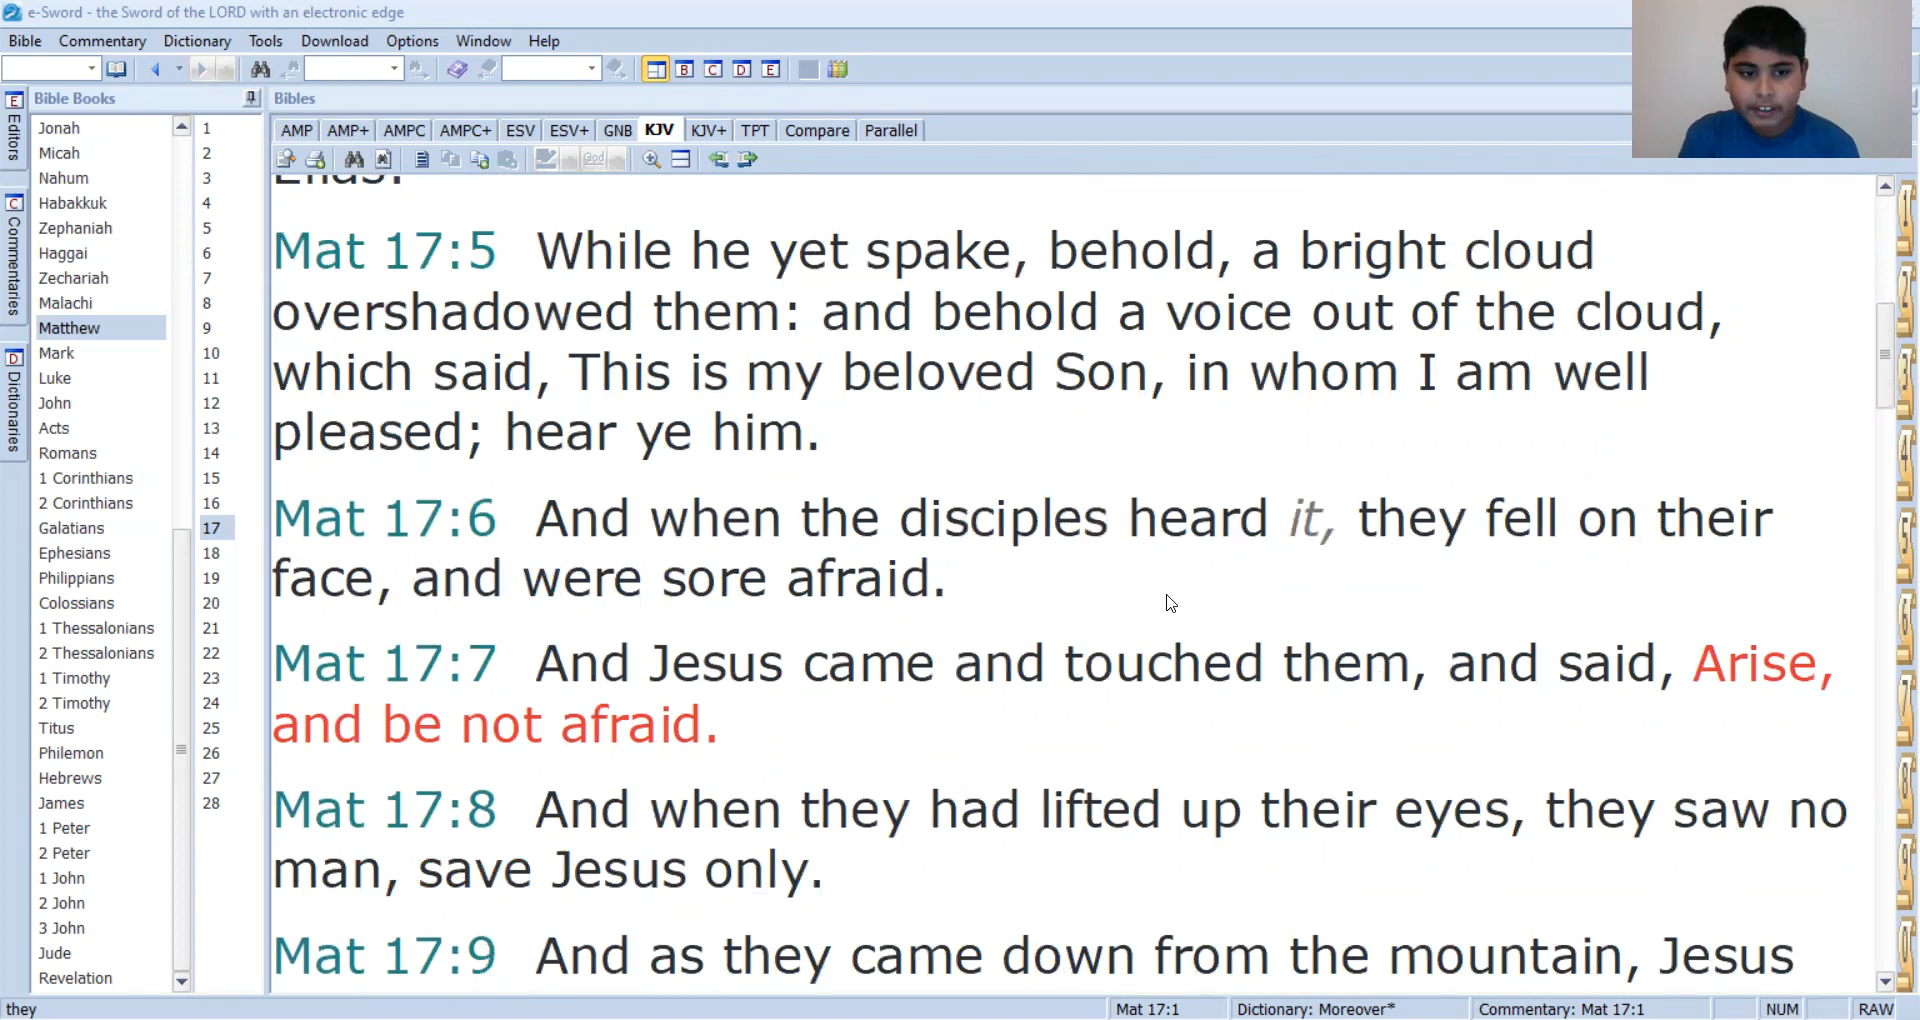 e-Sword - the Sword of the LORD with an electronic edge
Bible Commentary Dictionary Tools Download Options Window Help
B C D E
Bible Books
Bibles
E Editors
C Commentaries
D Dictionaries
Jonah
Micah
Nahum
Habakkuk
Zephaniah
Haggai
Zechariah
Malachi
Matthew
Mark
Luke
John
Acts
Romans
1 Corinthians
2 Corinthians
Galatians
Ephesians
Philippians
Colossians
1 Thessalonians
2 Thessalonians
1 Timothy
2 Timothy
Titus
Philemon
Hebrews
James
1 Peter
2 Peter
1 John
2 John
3 John
Jude
Revelation
1
2
3
4
5
6
7
8
9
10
11
12
13
14
15
16
17
18
19
20
21
22
23
24
25
26
27
28
AMP AMP+ AMPC AMPC+ ESV ESV+ GNB KJV KJV+ TPT Compare Parallel
God
Elias.
Mat 17:5 While he yet spake, behold, a bright cloud
overshadowed them: and behold a voice out of the cloud,
which said, This is my beloved Son, in whom I am well
pleased; hear ye him.
Mat 17:6 And when the disciples heard it, they fell on their
face, and were sore afraid.
Mat 17:7 And Jesus came and touched them, and said, Arise,
and be not afraid.
Mat 17:8 And when they had lifted up their eyes, they saw no
man, save Jesus only.
Mat 17:9 And as they came down from the mountain, Jesus
they
Mat 17:1
Dictionary: Moreover*
Commentary: Mat 17:1
NUM
RAW